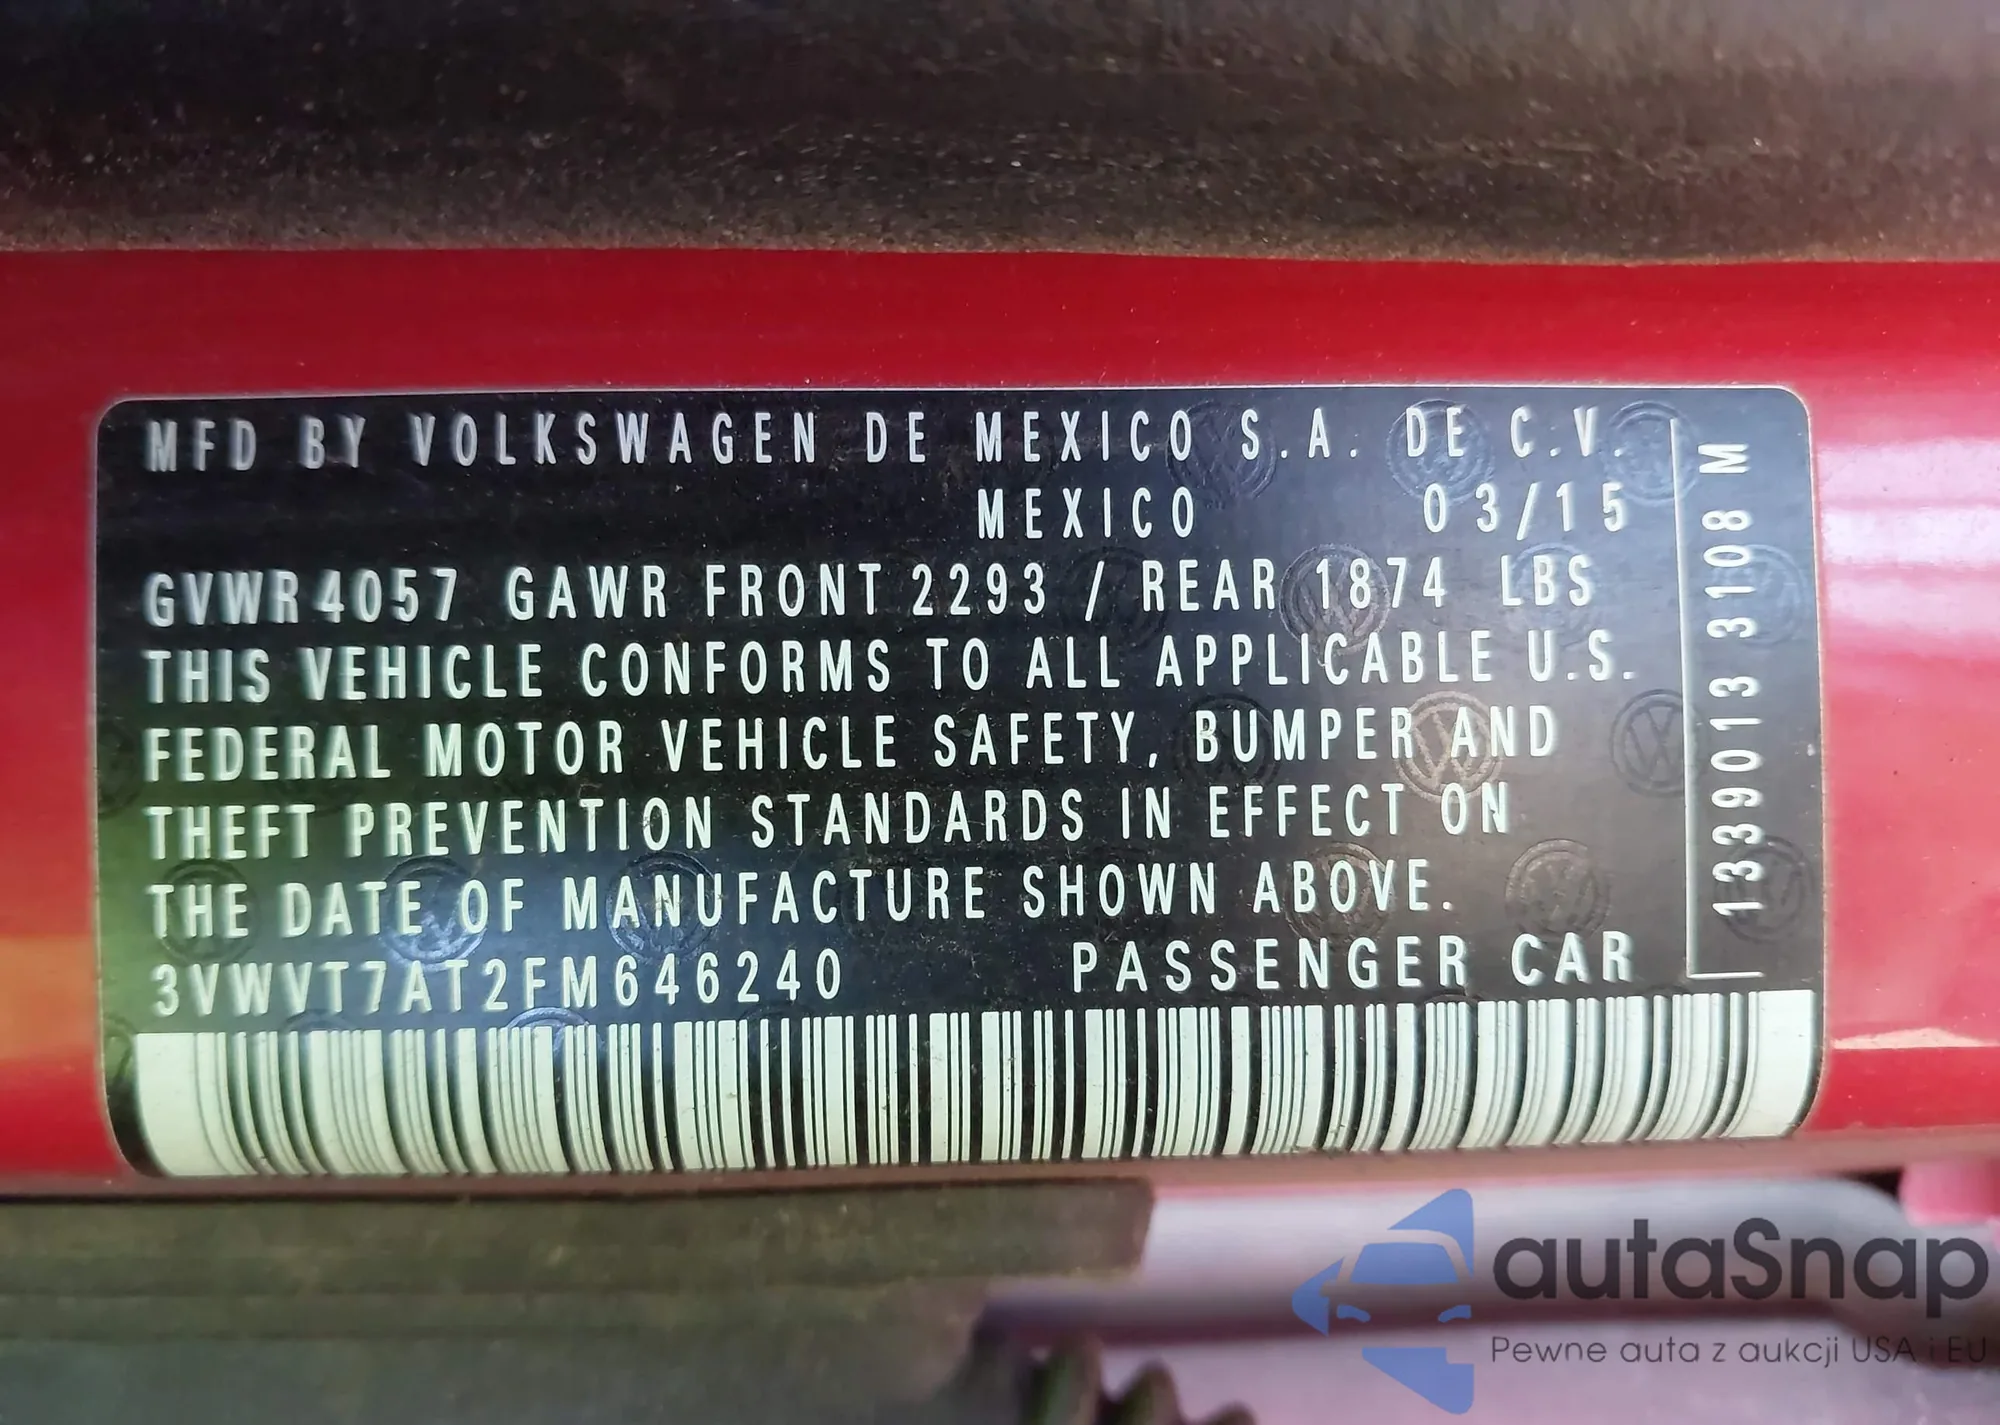 MFD BY VOLKSWAGEN DE MEXICO S.A. DE C.V.
MEXICO 03/15
GVWR 4057 GAWR FRONT 2293 / REAR 1874 LBS
THIS VEHICLE CONFORMS TO ALL APPLICABLE U.S.
FEDERAL MOTOR VEHICLE SAFETY, BUMPER AND
THEFT PREVENTION STANDARDS IN EFFECT ON
THE DATE OF MANUFACTURE SHOWN ABOVE.
3VWVT7AT2FM646240 PASSENGER CAR
1339013 3108 M
autaSnap
Pewne auta z aukcji USA i EU